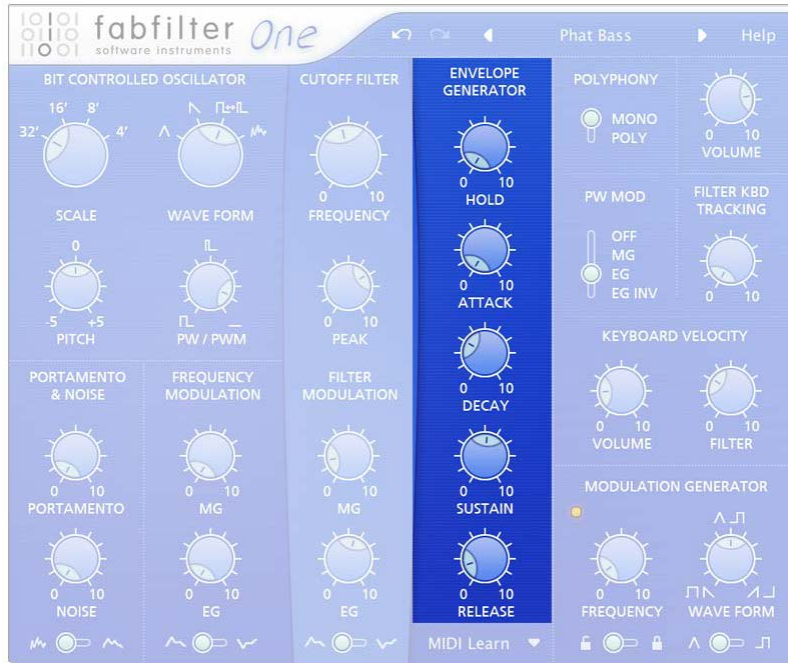 fabfilter One
software instruments
Phat Bass
Help
BIT CONTROLLED OSCILLATOR
32' 16' 8' 4'
SCALE
WAVE FORM
0
-5 +5
PITCH
PW / PWM
CUTOFF FILTER
0 10
FREQUENCY
0 10
PEAK
ENVELOPE
GENERATOR
0 10
HOLD
0 10
ATTACK
0 10
DECAY
0 10
SUSTAIN
0 10
RELEASE
POLYPHONY
MONO
POLY
0 10
VOLUME
PW MOD
OFF
MG
EG
EG INV
FILTER KBD
TRACKING
0 10
KEYBOARD VELOCITY
0 10
VOLUME
0 10
FILTER
PORTAMENTO
& NOISE
0 10
PORTAMENTO
0 10
NOISE
FREQUENCY
MODULATION
0 10
MG
0 10
EG
FILTER
MODULATION
0 10
MG
0 10
EG
MODULATION GENERATOR
0 10
FREQUENCY
WAVE FORM
MIDI Learn